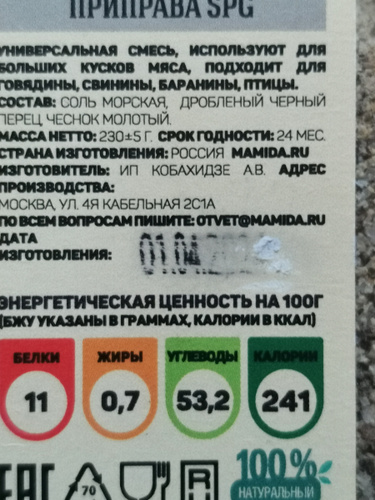 ПРИПРАВА SPG
УНИВЕРСАЛЬНАЯ СМЕСЬ, ИСПОЛЬЗУЮТ ДЛЯ
БОЛЬШИХ КУСКОВ МЯСА, ПОДХОДИТ ДЛЯ
ГОВЯДИНЫ, СВИНИНЫ, БАРАНИНЫ, ПТИЦЫ.
СОСТАВ: СОЛЬ МОРСКАЯ, ДРОБЛЕНЫЙ ЧЕРНЫЙ
ПЕРЕЦ, ЧЕСНОК МОЛОТЫЙ.
МАССА НЕТТО: 230±5 Г. СРОК ГОДНОСТИ: 24 МЕС.
СТРАНА ИЗГОТОВЛЕНИЯ: РОССИЯ MAMIDA.RU
ИЗГОТОВИТЕЛЬ: ИП КОБАХИДЗЕ А.В. АДРЕС
ПРОИЗВОДСТВА:
МОСКВА, УЛ. 4Я КАБЕЛЬНАЯ 2С1А
ПО ВСЕМ ВОПРОСАМ ПИШИТЕ: OTVET@MAMIDA.RU
ДАТА
ИЗГОТОВЛЕНИЯ: 01.04.
ЭНЕРГЕТИЧЕСКАЯ ЦЕННОСТЬ НА 100Г
(БЖУ УКАЗАНЫ В ГРАММАХ, КАЛОРИИ В ККАЛ)
БЕЛКИ ЖИРЫ УГЛЕВОДЫ КАЛОРИИ
11 0,7 53,2 241
EAC 70 100%
НАТУРАЛЬНЫЙ